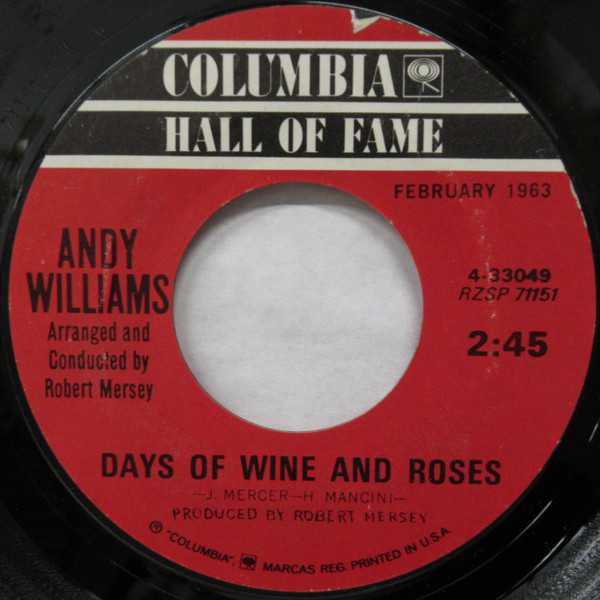 COLUMBIA
HALL OF FAME
FEBRUARY 1963
ANDY
WILLIAMS
Arranged and
Conducted by
Robert Mersey
4-33049
RZSP 71151
2:45
DAYS OF WINE AND ROSES
—J. MERCER—H. MANCINI—
PRODUCED BY ROBERT MERSEY
℗ "COLUMBIA", MARCAS REG. PRINTED IN U.S.A.